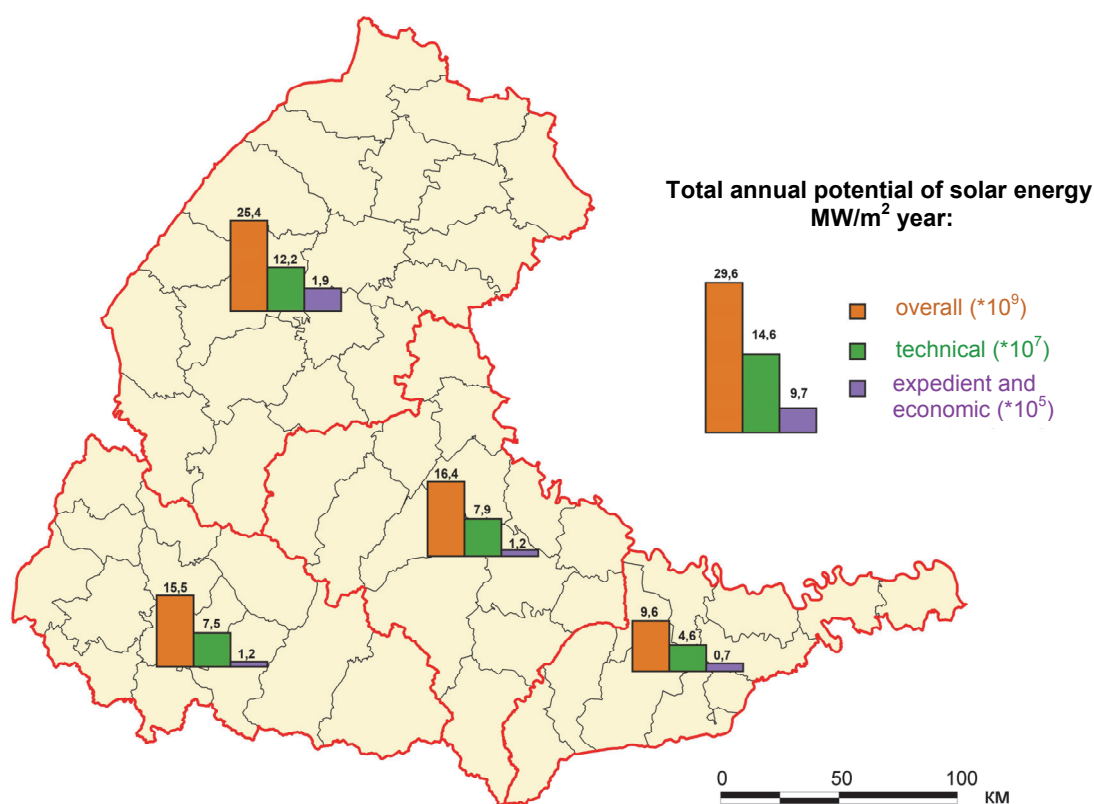 Total annual potential of solar energy
MW/m² year:
29,6
14,6
9,7
overall (*10⁹)
technical (*10⁷)
expedient and
economic (*10⁵)
25,4
12,2
1,9
16,4
7,9
1,2
15,5
7,5
1,2
9,6
4,6
0,7
0 50 100
КМ